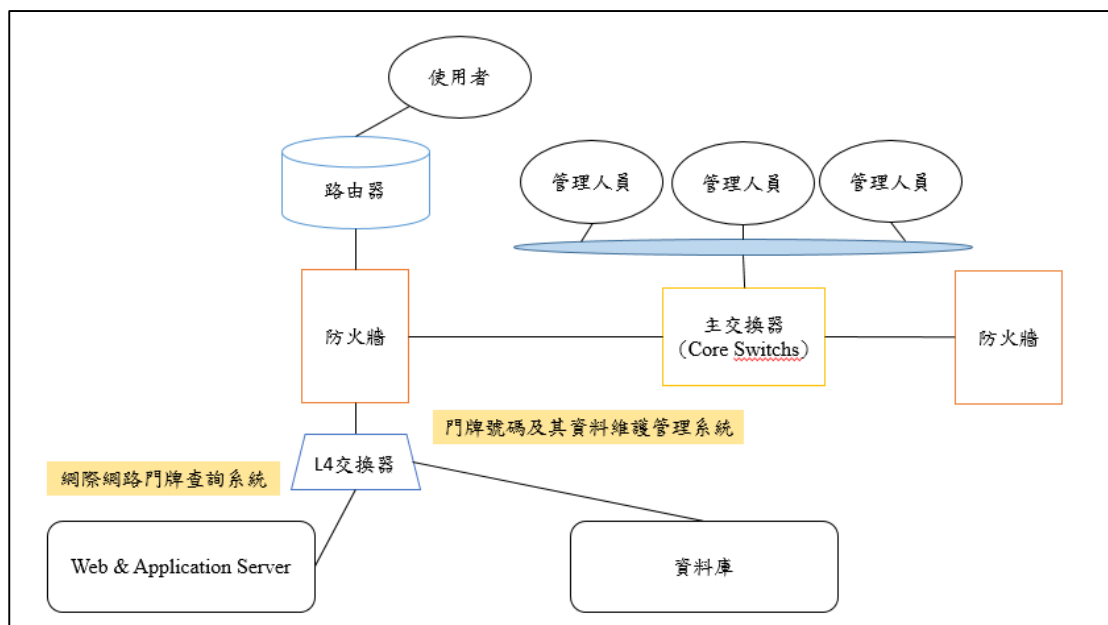 使用者
路由器
管理人員
管理人員
管理人員
防火牆
主交換器
（Core Switchs）
防火牆
門牌號碼及其資料維護管理系統
L4交換器
網際網路門牌查詢系統
Web & Application Server
資料庫